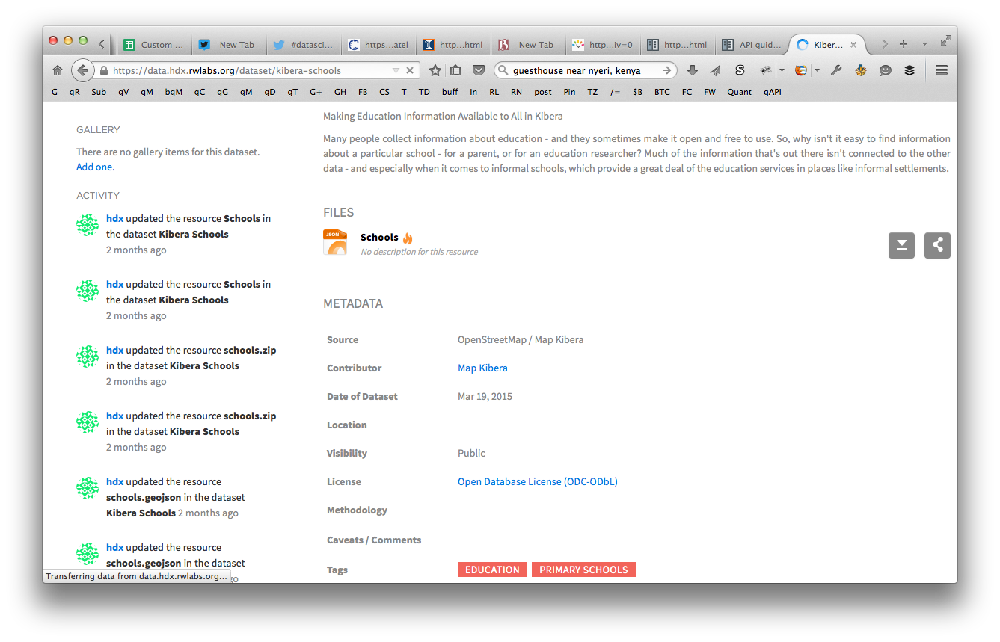 Custom ...
New Tab
#datasci...
https...atel
http...html
New Tab
http...iv=0
http...html
API guid...
Kiber...
https://data.hdx.rwlabs.org/dataset/kibera-schools
guesthouse near nyeri, kenya
G gR Sub gV gM bgM gC gG gM gD gT G+ GH FB CS T TD buff In RL RN post Pin TZ /= $B BTC FC FW Quant gAPI
GALLERY
There are no gallery items for this dataset.
Add one.
ACTIVITY
hdx updated the resource Schools in
the dataset Kibera Schools
2 months ago
hdx updated the resource Schools in
the dataset Kibera Schools
2 months ago
hdx updated the resource schools.zip
in the dataset Kibera Schools
2 months ago
hdx updated the resource schools.zip
in the dataset Kibera Schools
2 months ago
hdx updated the resource
schools.geojson in the dataset
Kibera Schools 2 months ago
hdx updated the resource
schools.geojson in the dataset
Transferring data from data.hdx.rwlabs.org...
Making Education Information Available to All in Kibera
Many people collect information about education - and they sometimes make it open and free to use. So, why isn't it easy to find information
about a particular school - for a parent, or for an education researcher? Much of the information that's out there isn't connected to the other
data - and especially when it comes to informal schools, which provide a great deal of the education services in places like informal settlements.
FILES
JSON
Schools
No description for this resource
METADATA
Source OpenStreetMap / Map Kibera
Contributor Map Kibera
Date of Dataset Mar 19, 2015
Location
Visibility Public
License Open Database License (ODC-ODbL)
Methodology
Caveats / Comments
Tags EDUCATION PRIMARY SCHOOLS